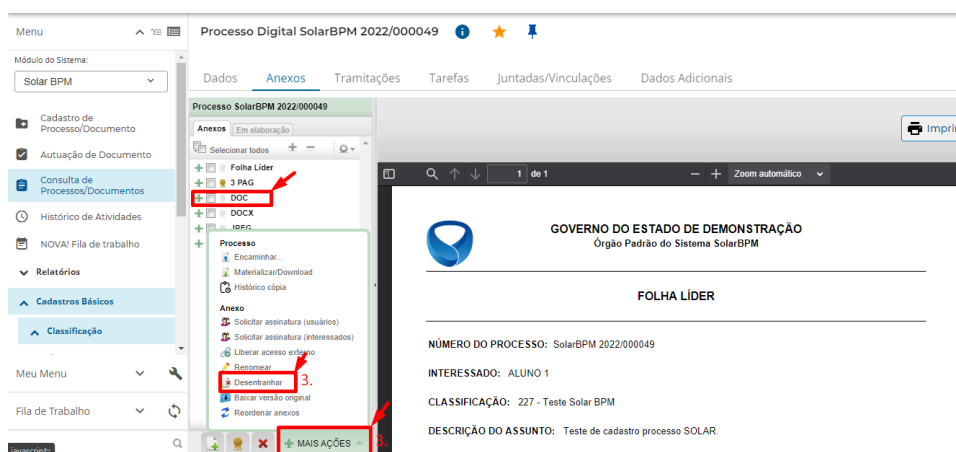 Menu
Módulo do Sistema:
Solar BPM
Cadastro de
Processo/Documento
Autuação de Documento
Consulta de
Processos/Documentos
Histórico de Atividades
NOVA! Fila de trabalho
Relatórios
Cadastros Básicos
Classificação
Meu Menu
Fila de Trabalho
Processo Digital SolarBPM 2022/000049
Dados Anexos Tramitações Tarefas Juntadas/Vinculações Dados Adicionais
Processo SolarBPM 2022/000049
Anexos Em elaboração
Selecionar todos
Folha Líder
3 PAG
DOC
DOCX
JPEG
Processo
Encaminhar...
Materializar/Download
Histórico cópia
Anexo
Solicitar assinatura (usuários)
Solicitar assinatura (interessados)
Liberar acesso externo
Renomear
Desentranhar 3.
Baixar versão original
Reordenar anexos
MAIS AÇÕES 3.
Imprim
1 de 1 Zoom automático
GOVERNO DO ESTADO DE DEMONSTRAÇÃO
Órgão Padrão do Sistema SolarBPM
FOLHA LÍDER
NÚMERO DO PROCESSO: SolarBPM 2022/000049
INTERESSADO: ALUNO 1
CLASSIFICAÇÃO: 227 - Teste Solar BPM
DESCRIÇÃO DO ASSUNTO: Teste de cadastro processo SOLAR.